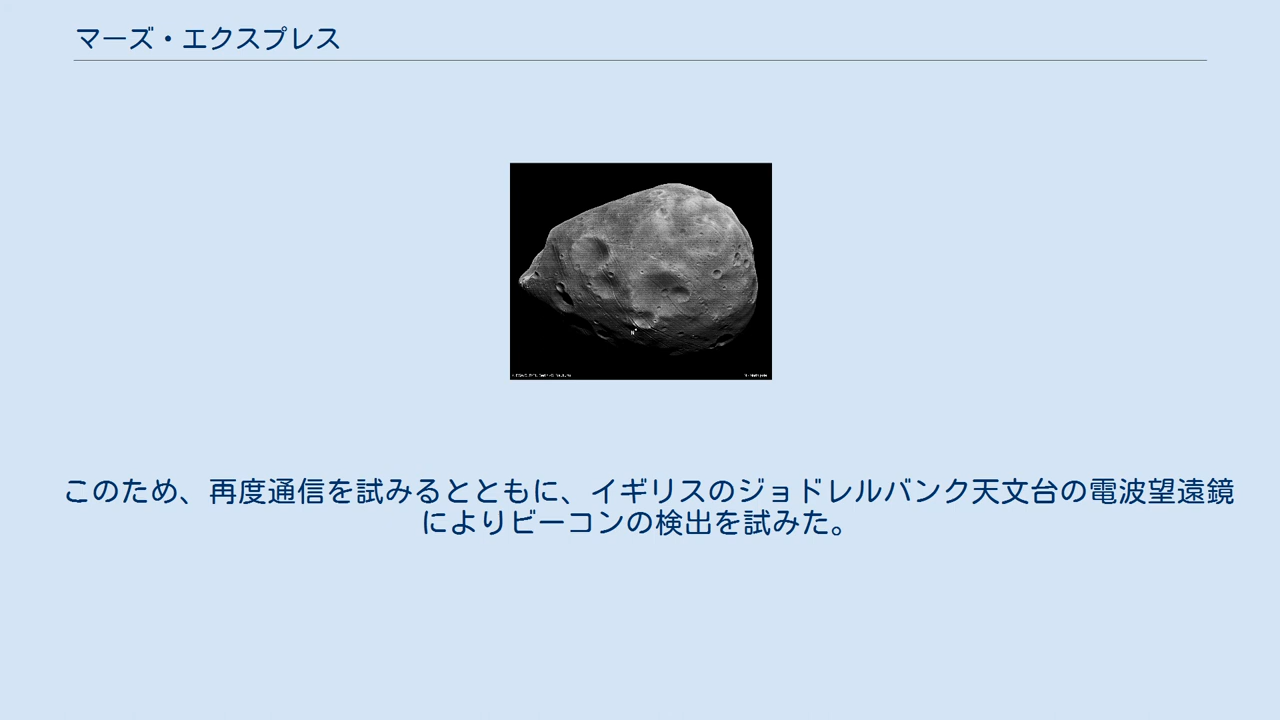 マーズ・エクスプレス
このため、再度通信を試みるとともに、イギリスのジョドレルバンク天文台の電波望遠鏡
によりビーコンの検出を試みた。